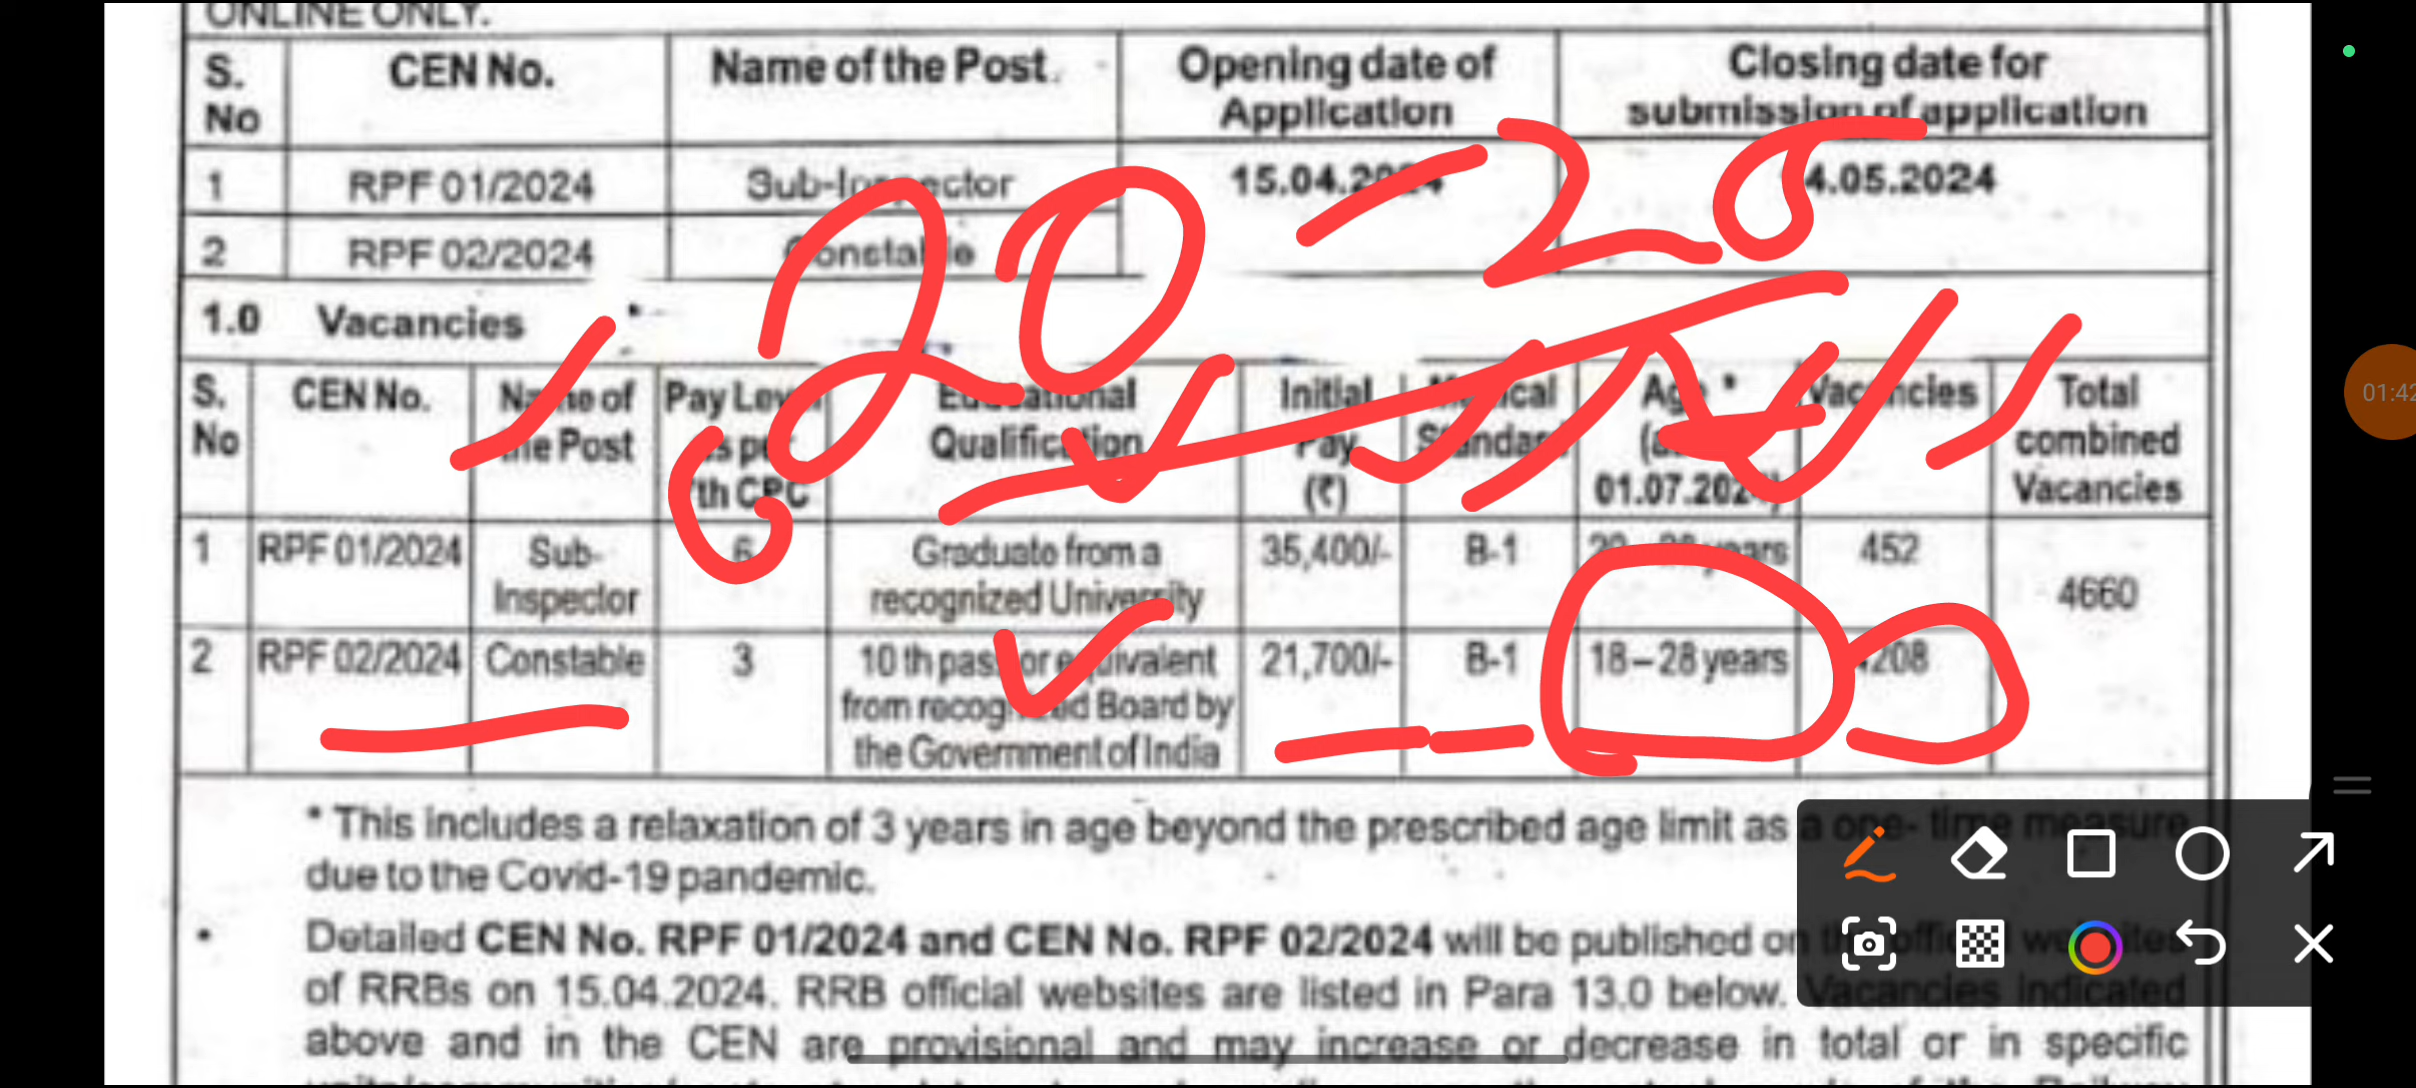 ONLINE ONLY.
S. No CEN No. Name of the Post. Opening date of Application Closing date for submission of application
1 RPF 01/2024 Sub-Inspector 15.04.2024 4.05.2024
2 RPF 02/2024 Constable
1.0 Vacancies
S. No CEN No. Name of the Post Pay Level as per 7th CPC Educational Qualification Initial Pay (₹) Medical Standard Age * 01.07.2024) Vacancies Total combined Vacancies
1 RPF 01/2024 Sub-Inspector 6 Graduate from a recognized University 35,400/- B-1 years 452 4660
2 RPF 02/2024 Constable 3 10 th pass or equivalent from recognized Board by the Government of India 21,700/- B-1 18-28 years 4208
* This includes a relaxation of 3 years in age beyond the prescribed age limit as a one- time measure
due to the Covid-19 pandemic.
• Detailed CEN No. RPF 01/2024 and CEN No. RPF 02/2024 will be published on the official websites
of RRBs on 15.04.2024. RRB official websites are listed in Para 13.0 below. Vacancies indicated
above and in the CEN are provisional and may increase or decrease in total or in specific
20 - 28
01:42